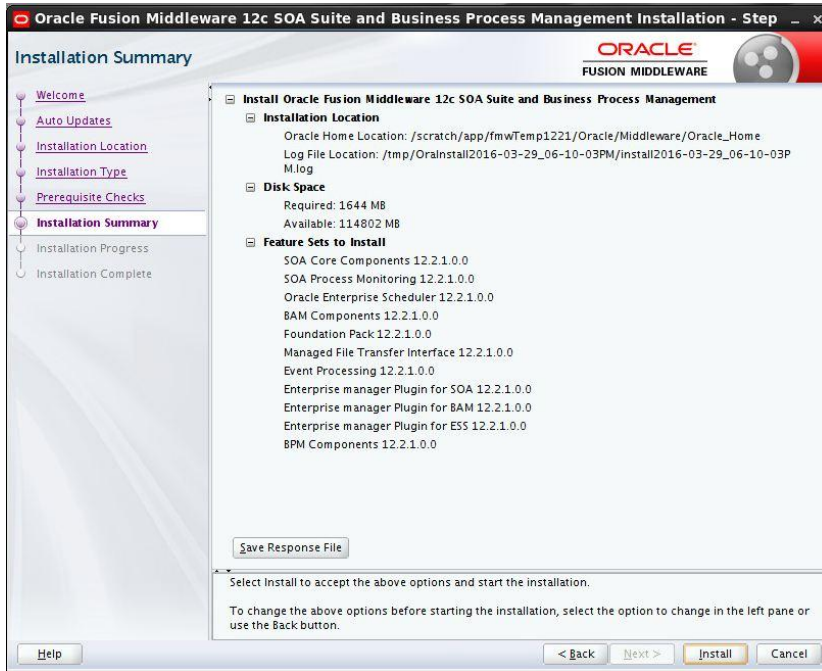 Oracle Fusion Middleware 12c SOA Suite and Business Process Management Installation - Step
Installation Summary
ORACLE
FUSION MIDDLEWARE
Welcome
Auto Updates
Installation Location
Installation Type
Prerequisite Checks
Installation Summary
Installation Progress
Installation Complete
Install Oracle Fusion Middleware 12c SOA Suite and Business Process Management
Installation Location
Oracle Home Location: /scratch/app/fmwTemp1221/Oracle/Middleware/Oracle_Home
Log File Location: /tmp/OraInstall2016-03-29_06-10-03PM/install2016-03-29_06-10-03P
M.log
Disk Space
Required: 1644 MB
Available: 114802 MB
Feature Sets to Install
SOA Core Components 12.2.1.0.0
SOA Process Monitoring 12.2.1.0.0
Oracle Enterprise Scheduler 12.2.1.0.0
BAM Components 12.2.1.0.0
Foundation Pack 12.2.1.0.0
Managed File Transfer Interface 12.2.1.0.0
Event Processing 12.2.1.0.0
Enterprise manager Plugin for SOA 12.2.1.0.0
Enterprise manager Plugin for BAM 12.2.1.0.0
Enterprise manager Plugin for ESS 12.2.1.0.0
BPM Components 12.2.1.0.0
Save Response File
Select Install to accept the above options and start the installation.
To change the above options before starting the installation, select the option to change in the left pane or
use the Back button.
Help
< Back
Next >
Install
Cancel